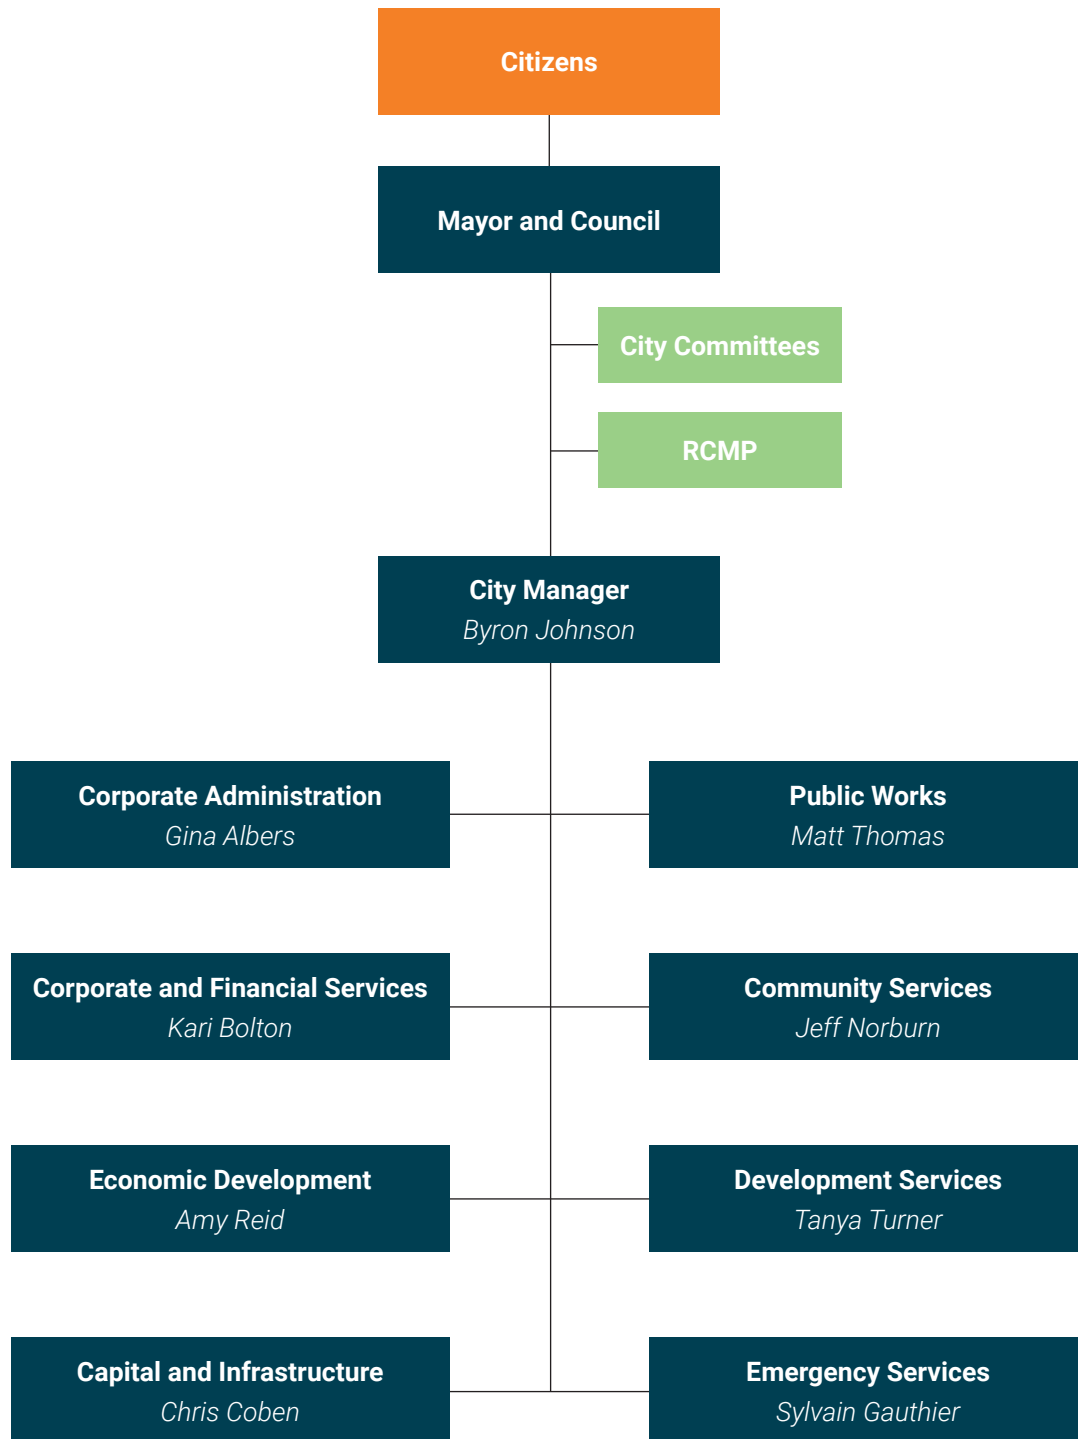 Citizens
Mayor and Council
City Committees
RCMP
City Manager
Byron Johnson
Corporate Administration
Gina Albers
Public Works
Matt Thomas
Corporate and Financial Services
Kari Bolton
Community Services
Jeff Norburn
Economic Development
Amy Reid
Development Services
Tanya Turner
Capital and Infrastructure
Chris Coben
Emergency Services
Sylvain Gauthier